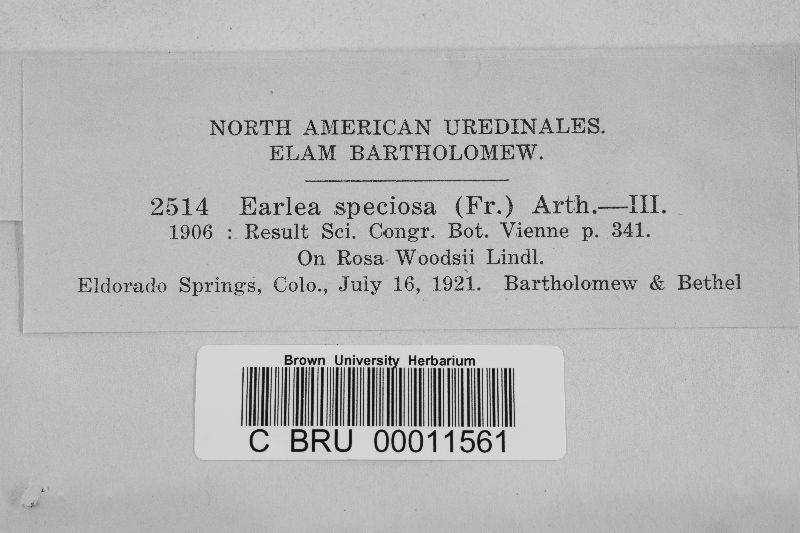 NORTH AMERICAN UREDINALES.
ELAM BARTHOLOMEW.
2514 Earlea speciosa (Fr.) Arth.—III.
1906 : Result Sci. Congr. Bot. Vienne p. 341.
On Rosa Woodsii Lindl.
Eldorado Springs, Colo., July 16, 1921. Bartholomew & Bethel
Brown University Herbarium
C BRU 00011561